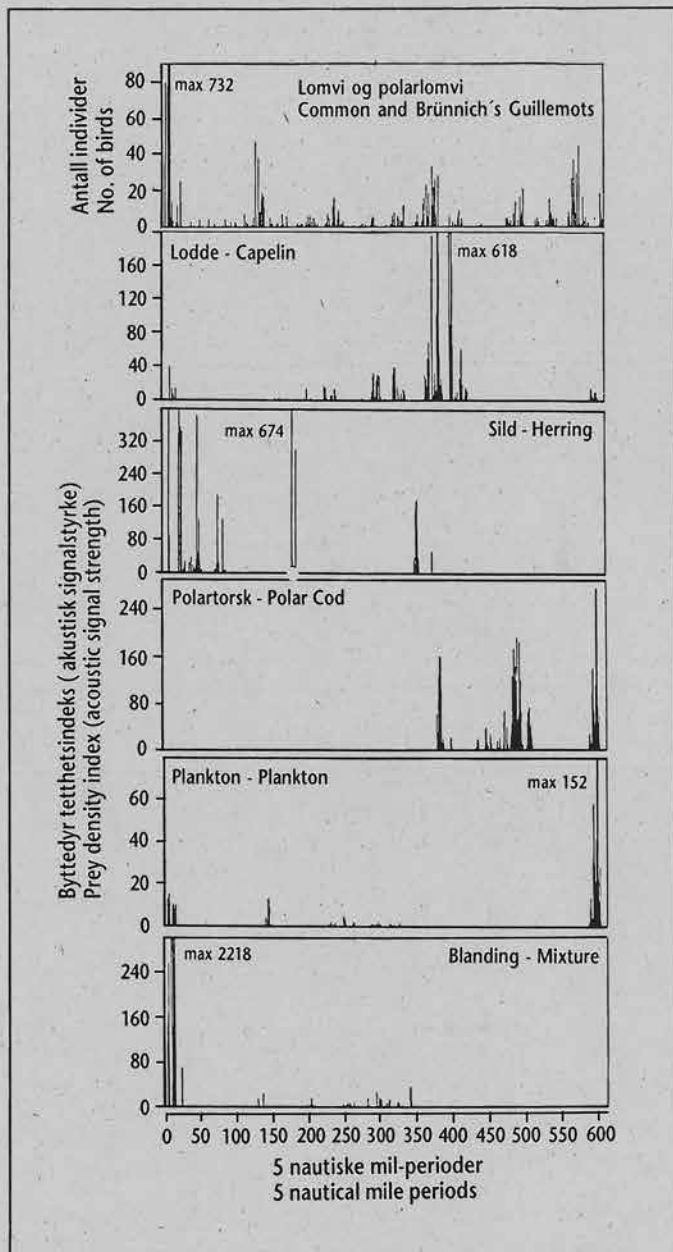 Antall individer
No. of birds
80
60
40
20
0
max 732
Lomvi og polarlomvi
Common and Brünnich´s Guillemots
Byttedyr tetthetsindeks ( akustisk signalstyrke)
Prey density index (acoustic signal strength)
160
120
80
40
0
Lodde - Capelin
max 618
320
240
160
80
0
max 674
Sild - Herring
240
160
80
0
Polartorsk - Polar Cod
60
40
20
0
Plankton - Plankton
max 152
240
160
80
0
max 2218
Blanding - Mixture
0 50 100 150 200 250 300 350 400 450 500 550 600
5 nautiske mil-perioder
5 nautical mile periods